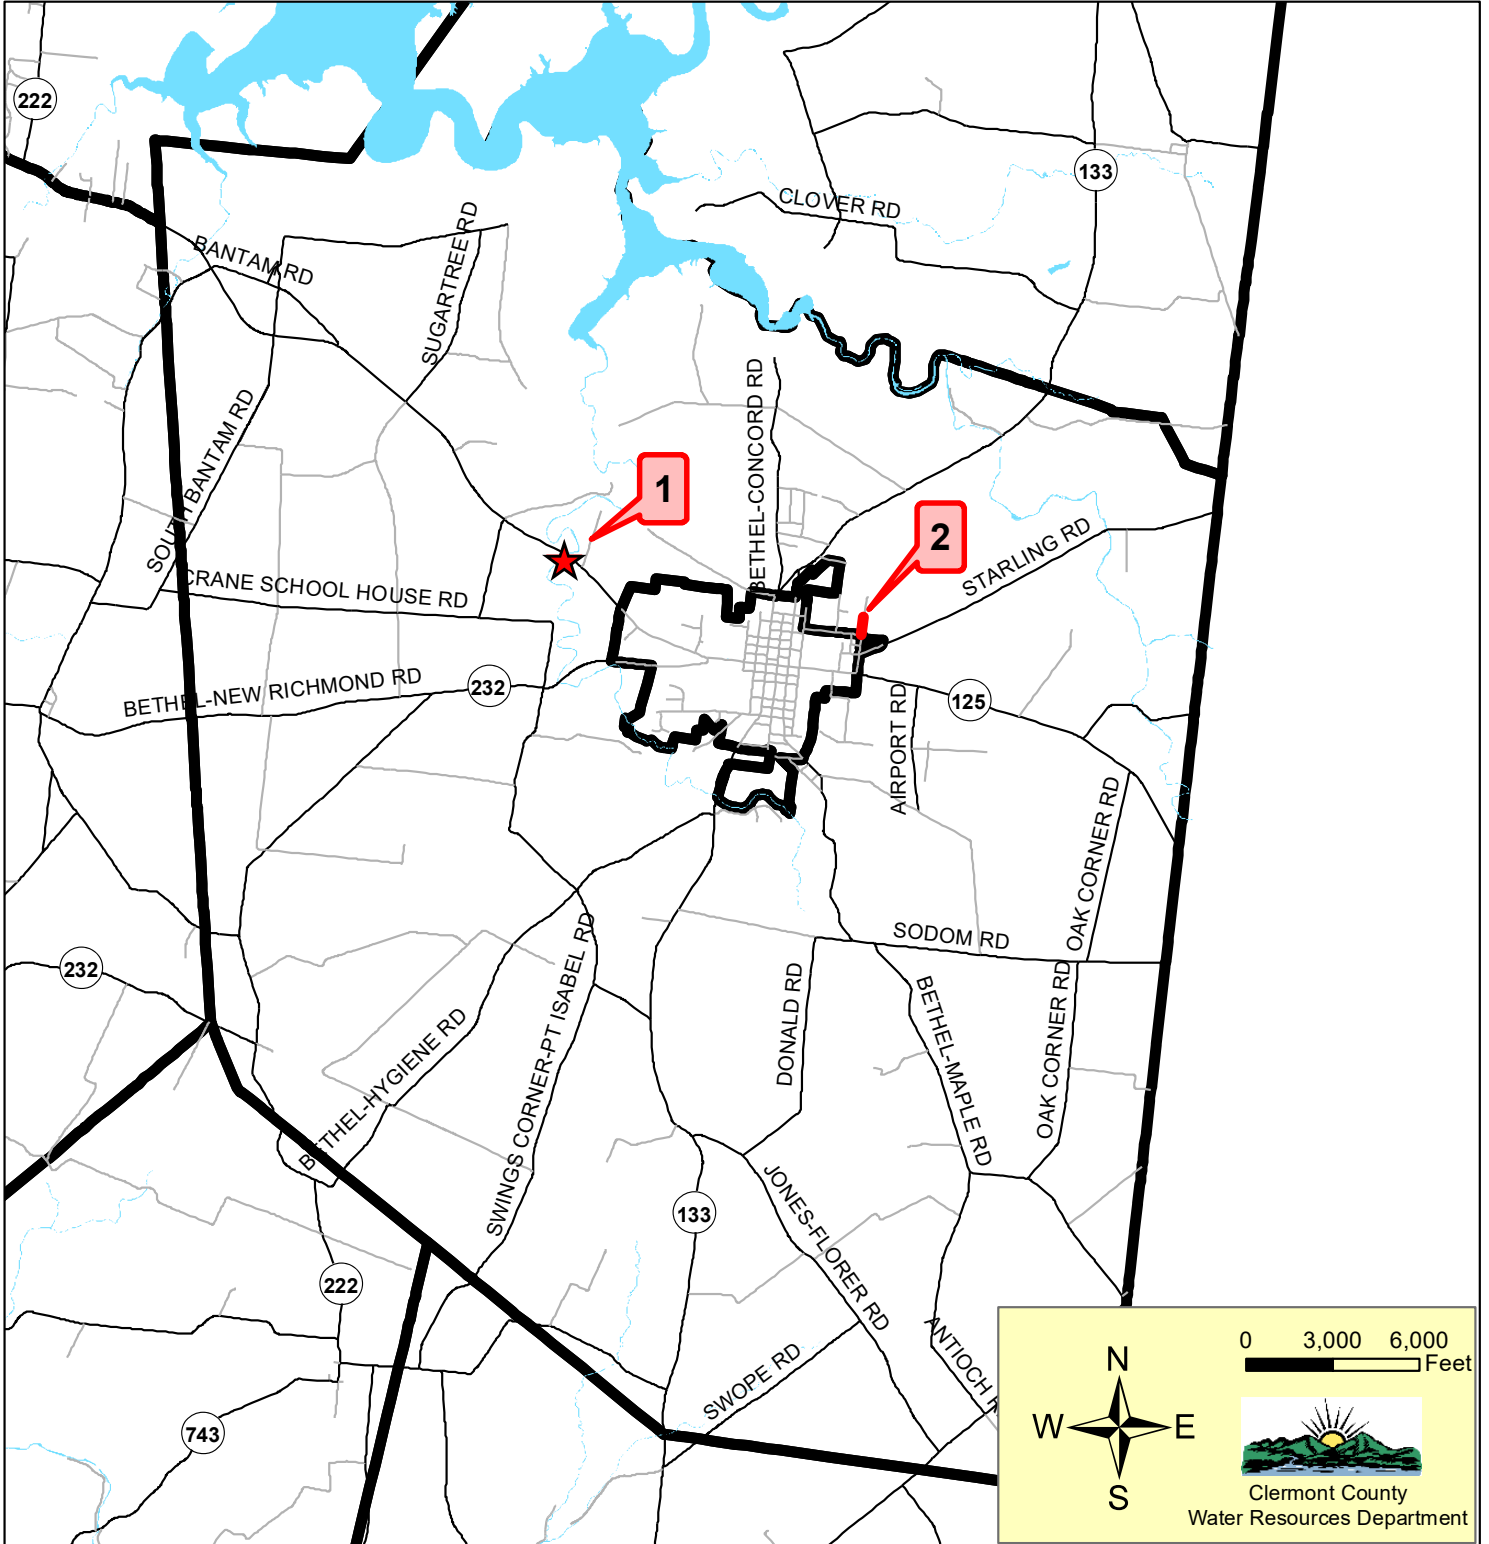 222
133
CLOVER RD
BANTAM RD
SUGARTREE RD
BETHEL-CONCORD RD
SOUTH BANTAM RD
1
2
STARLING RD
CRANE SCHOOL HOUSE RD
BETHEL-NEW RICHMOND RD
232
125
AIRPORT RD
OAK CORNER RD
SODOM RD
232
SWINGS CORNER-PT ISABEL RD
DONALD RD
BETHEL-MAPLE RD
OAK CORNER RD
BETHEL-HYGIENE RD
133
JONES-FLORER RD
222
ANTIOCH R
SWOPE RD
743
0 3,000 6,000
Feet
N
W E
S
Clermont County
Water Resources Department